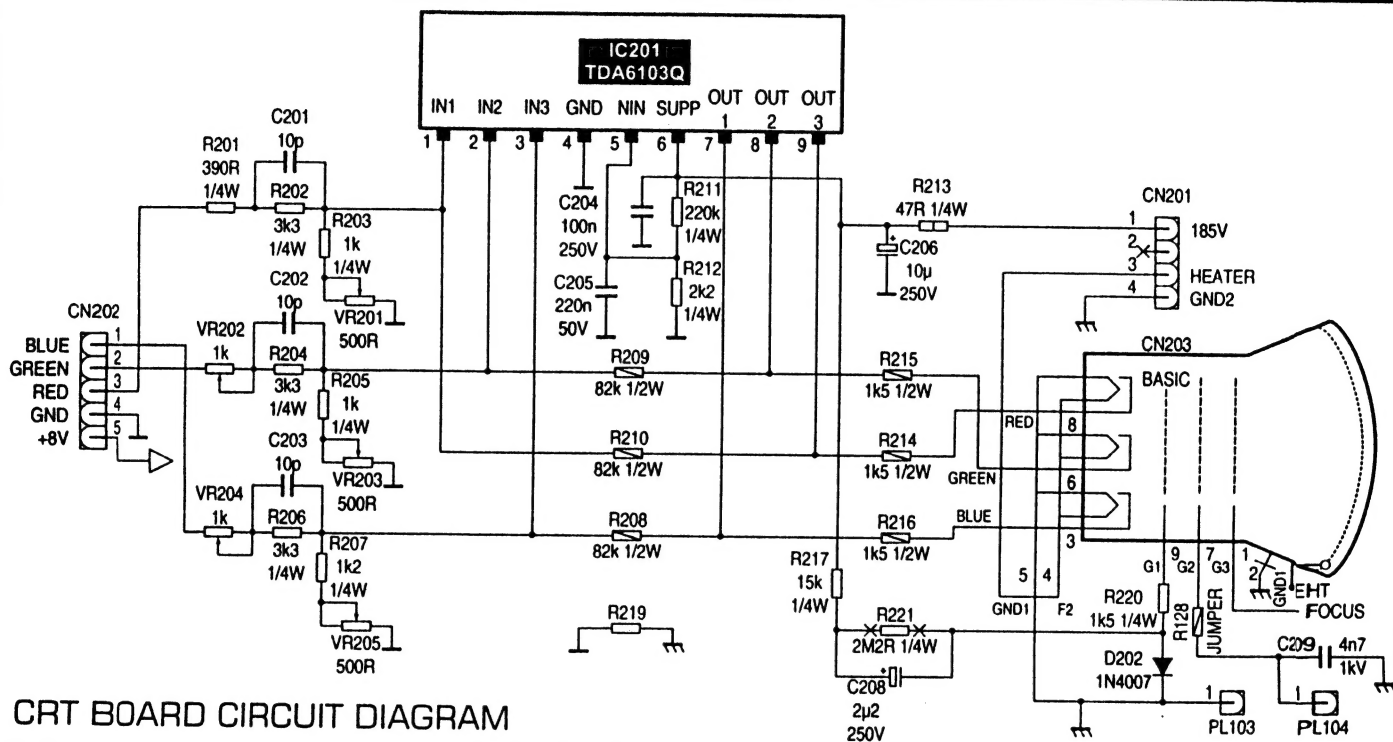 IC201
TDA6103Q
IN1 IN2 IN3 GND NIN SUPP OUT 1 OUT 2 OUT 3
1 2 3 4 5 6 7 8 9
C201
10p
R201
390R
1/4W
R202
3k3
1/4W
R203
1k
1/4W
C202
10p
VR201
500R
CN202
BLUE 1
GREEN 2
RED 3
GND 4
+8V 5
VR202
1k
R204
3k3
1/4W
R205
1k
1/4W
C203
10p
VR203
500R
VR204
1k
R206
3k3
1/4W
R207
1k2
1/4W
VR205
500R
C204
100n
250V
R211
220k
1/4W
C205
220n
50V
R212
2k2
1/4W
R213
47R 1/4W
C206
10µ
250V
+
CN201
1 185V
2
3 HEATER
4 GND2
R209
82k 1/2W
R210
82k 1/2W
R208
82k 1/2W
R215
1k5 1/2W
R214
1k5 1/2W
R216
1k5 1/2W
CN203
BASIC
RED
8
GREEN
6
BLUE
3
R217
15k
1/4W
R219
R221
2M2R 1/4W
+
C208
2µ2
250V
5 4
GND1 F2
G1 9 G2 7 G3 1
2 GND1
EHT
FOCUS
R220
1k5 1/4W
R128
JUMPER
D202
1N4007
C209 4n7
1kV
1
PL103
1
PL104
CRT BOARD CIRCUIT DIAGRAM